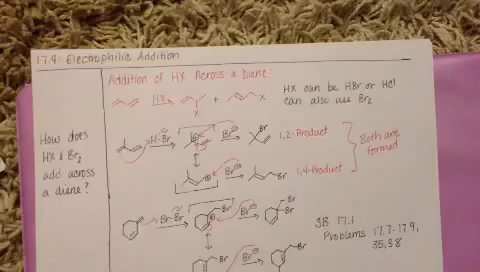 17.4: Electrophilic Addition
Addition of HX Across a Diene:
HX
X
+
X
HX can be HBr or HCl
can also use Br2
How does
HX & Br2
add across
a diene?
H-Br
Br⊖
Br
1,2-Product
Br⊖
Br
1,4-Product
Both are
formed
Br-Br
Br
Br⊖
Br
Br
SB 17.1
Problems 17.7-17.9,
35,38
Br
Br⊖
Br